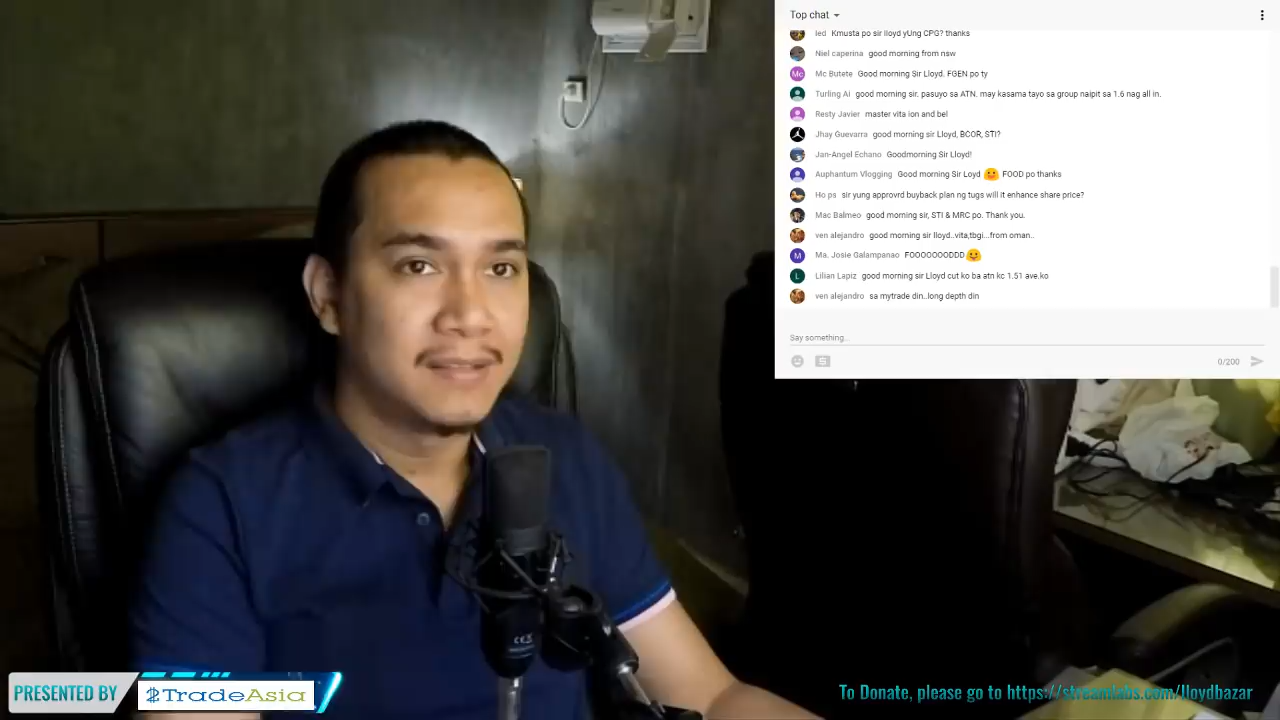 Top chat
led Kmusta po sir lloyd yUng CPG? thanks
Niel caperina good morning from nsw
Mc Mc Butete Good morning Sir Lloyd. FGEN po ty
Turling Ai good morning sir. pasuyo sa ATN. may kasama tayo sa group naipit sa 1.6 nag all in.
Resty Javier master vita ion and bel
Jhay Guevarra good morning sir Lloyd, BCOR, STI?
Jan-Angel Echano Goodmorning Sir Lloyd!
Auphantum Vlogging Good morning Sir Loyd FOOD po thanks
Ho ps sir yung approvrd buyback plan ng tugs will it enhance share price?
Mac Balmeo good morning sir, STI & MRC po. Thank you.
ven alejandro good morning sir lloyd..vita,tbgi...from oman..
M Ma. Josie Galampanao FOOOOOOODDD
L Lilian Lapiz good morning sir Lloyd cut ko ba atn kc 1.51 ave.ko
ven alejandro sa mytrade din..long depth din
Say something...
0/200
PRESENTED BY $TradeAsia
To Donate, please go to https://streamlabs.com/lloydbazar